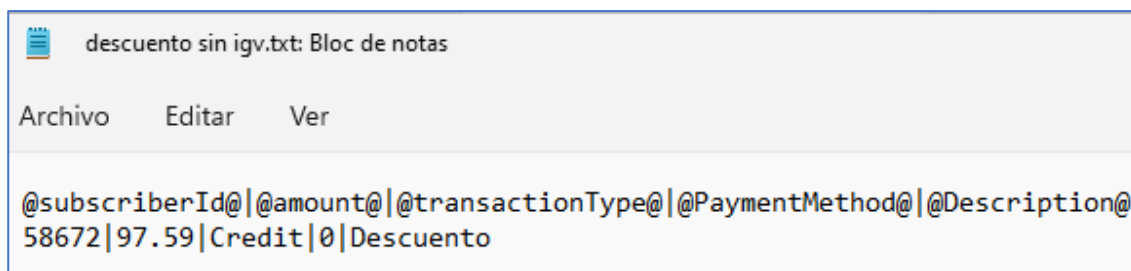 descuento sin igv.txt: Bloc de notas
Archivo Editar Ver
@subscriberId@|@amount@|@transactionType@|@PaymentMethod@|@Description@
58672|97.59|Credit|0|Descuento